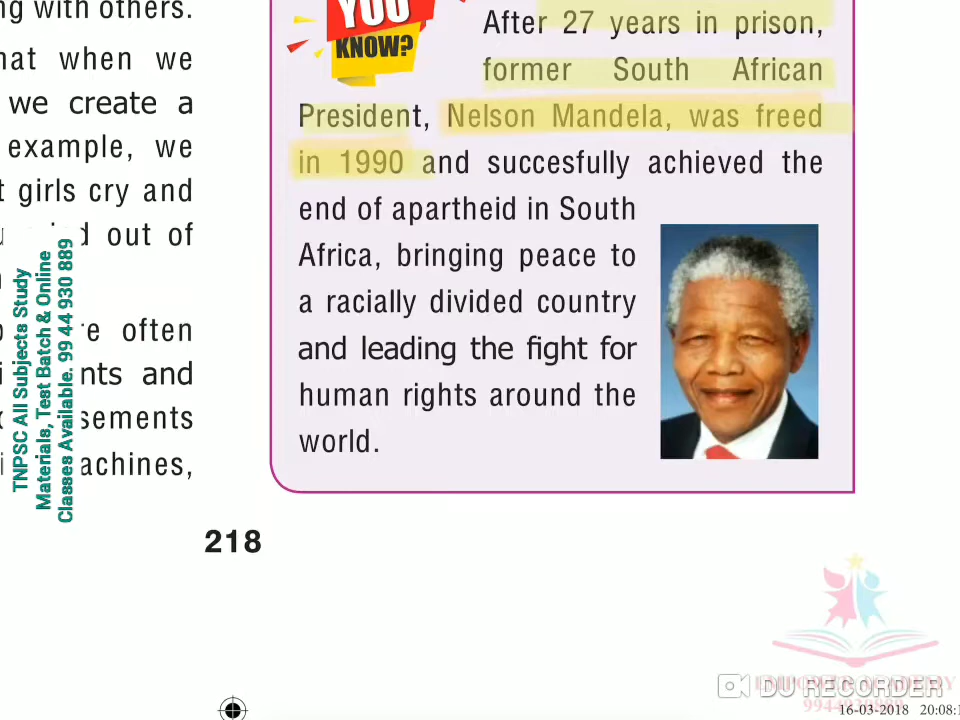 ng with others.
hat when we
we create a
example, we
t girls cry and
d out of
re often
nts and
sements
achines,
TNPSC All Subjects Study
Materials, Test Batch & Online
Classes Available. 99 44 930 889
YOU
KNOW?
After 27 years in prison,
former South African
President, Nelson Mandela, was freed
in 1990 and succesfully achieved the
end of apartheid in South
Africa, bringing peace to
a racially divided country
and leading the fight for
human rights around the
world.
218
DU RECORDER
16-03-2018 20:08:1